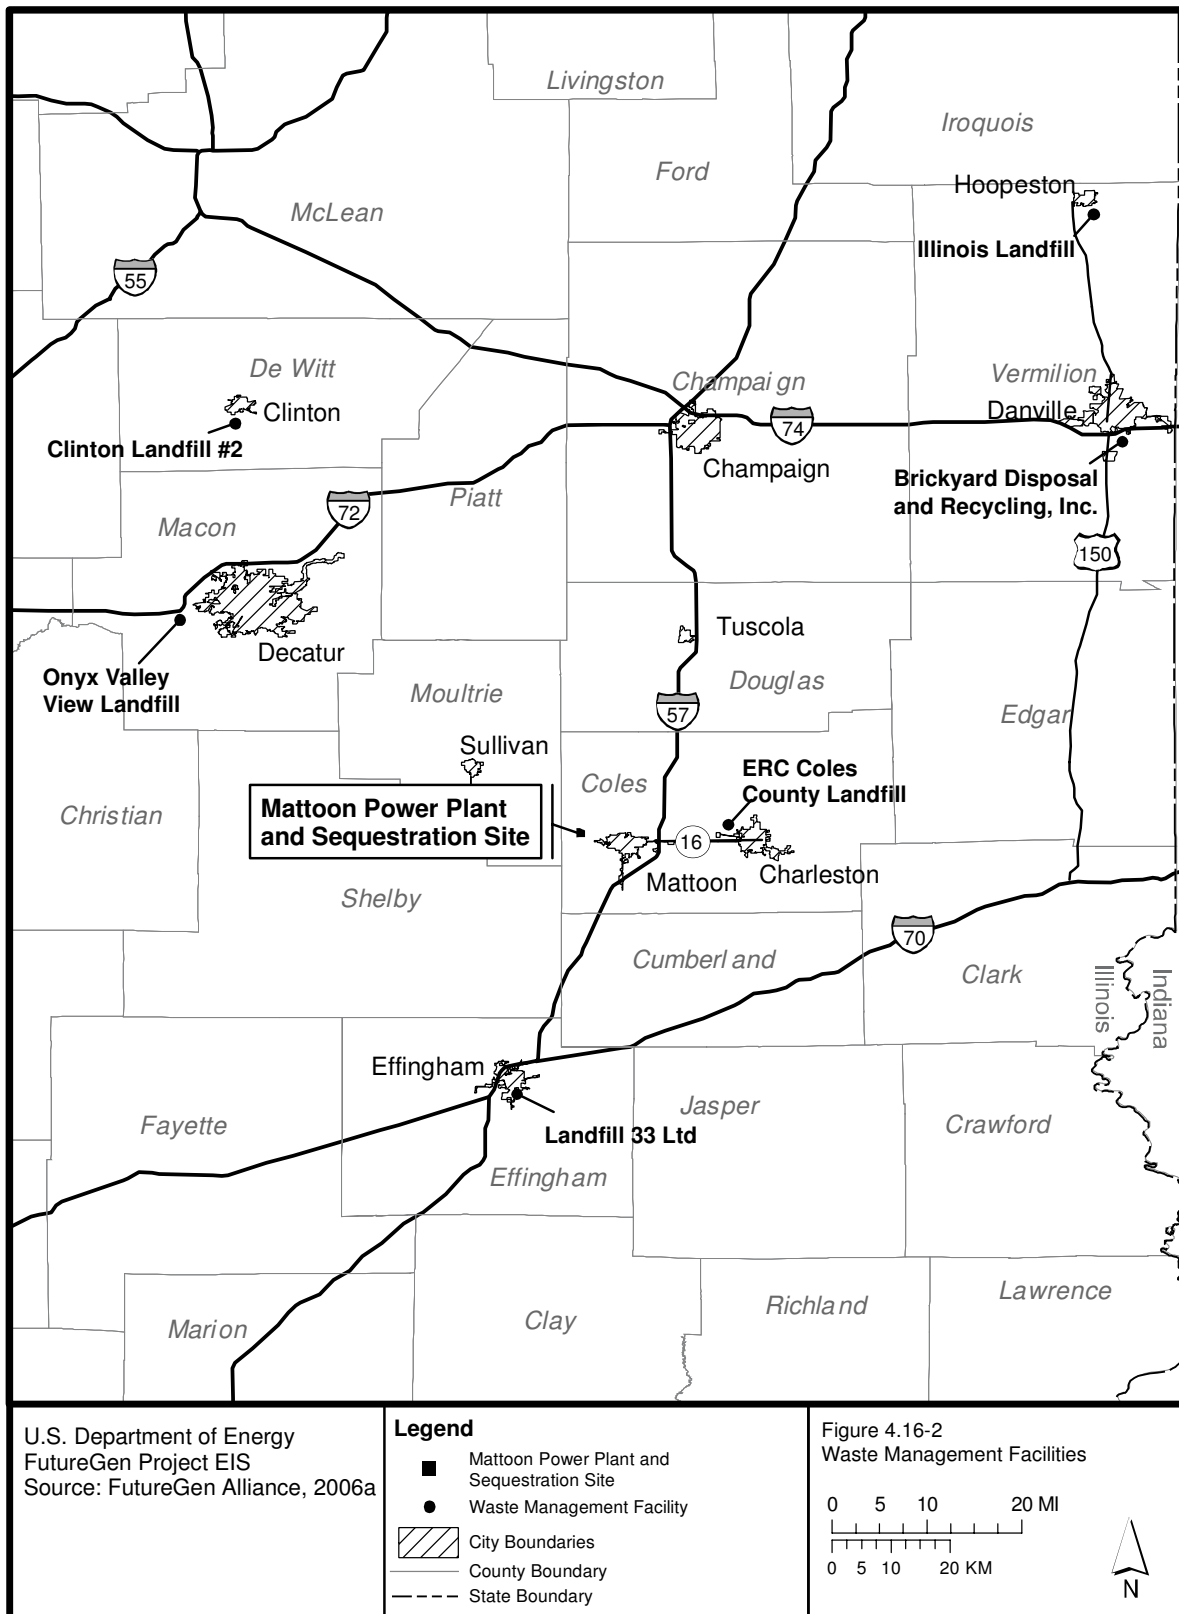 Livingston
Iroquois
Ford
Hoopeston
McLean
Illinois Landfill
55
De Witt
Champaign
Vermilion
Clinton
Danville
74
Clinton Landfill #2
Champaign
Brickyard Disposal
and Recycling, Inc.
Piatt
72
Macon
150
Tuscola
Decatur
Onyx Valley
View Landfill
Moultrie
Douglas
57
Edgar
Sullivan
ERC Coles
County Landfill
Coles
Christian
Mattoon Power Plant
and Sequestration Site
16
Mattoon
Charleston
Shelby
70
Cumberland
Clark
Illinois
Indiana
Effingham
Jasper
Fayette
Crawford
Landfill 33 Ltd
Effingham
Lawrence
Richland
Clay
Marion
U.S. Department of Energy
FutureGen Project EIS
Source: FutureGen Alliance, 2006a
Legend
Mattoon Power Plant and
Sequestration Site
Waste Management Facility
City Boundaries
County Boundary
State Boundary
Figure 4.16-2
Waste Management Facilities
0 5 10 20 MI
0 5 10 20 KM
N